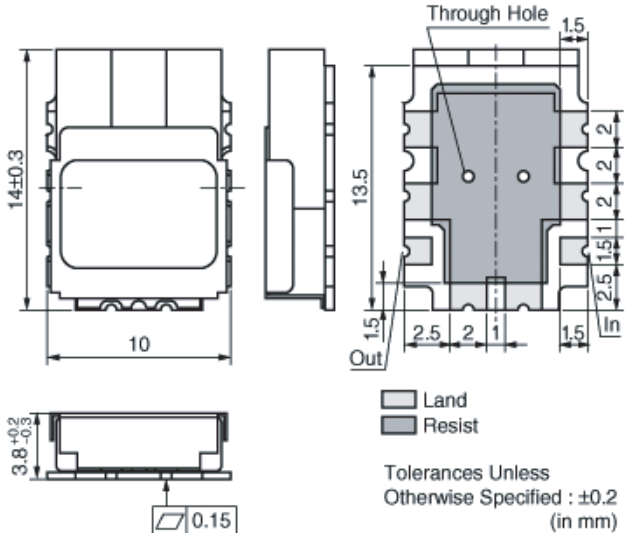 Through Hole
1.5
14±0.3
13.5
2
2
2
1
1.5
2.5
1.5
10
2.5
2
1
1.5
Out
In
3.8 +0.2 -0.3
0.15
Land
Resist
Tolerances Unless
Otherwise Specified : ±0.2
(in mm)